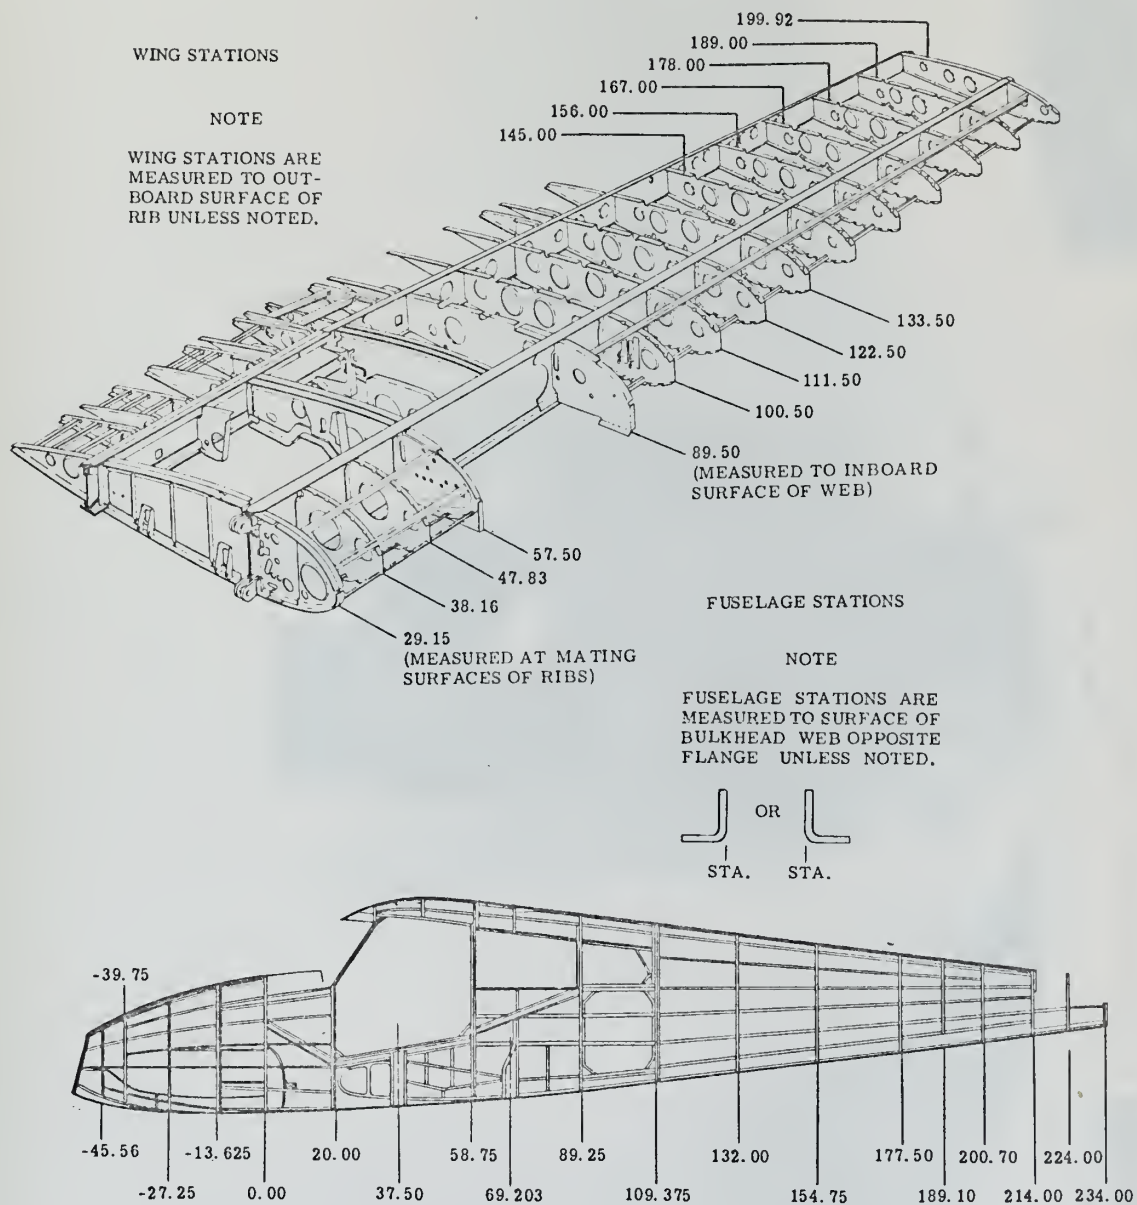 WING STATIONS
NOTE
WING STATIONS ARE
MEASURED TO OUT-
BOARD SURFACE OF
RIB UNLESS NOTED.
199.92
189.00
178.00
167.00
156.00
145.00
133.50
122.50
111.50
100.50
89.50
(MEASURED TO INBOARD
SURFACE OF WEB)
57.50
47.83
38.16
29.15
(MEASURED AT MATING
SURFACES OF RIBS)
FUSELAGE STATIONS
NOTE
FUSELAGE STATIONS ARE
MEASURED TO SURFACE OF
BULKHEAD WEB OPPOSITE
FLANGE UNLESS NOTED.
OR
STA. STA.
-39.75
-45.56 -13.625 20.00 58.75 89.25 132.00 177.50 200.70 224.00
-27.25 0.00 37.50 69.203 109.375 154.75 189.10 214.00 234.00